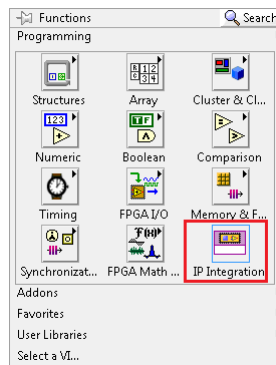 Functions
Search
Programming
Structures
Array
Cluster & Cl...
Numeric
Boolean
Comparison
Timing
FPGA I/O
Memory & F...
Synchronizat...
FPGA Math ...
IP Integration
Addons
Favorites
User Libraries
Select a VI...